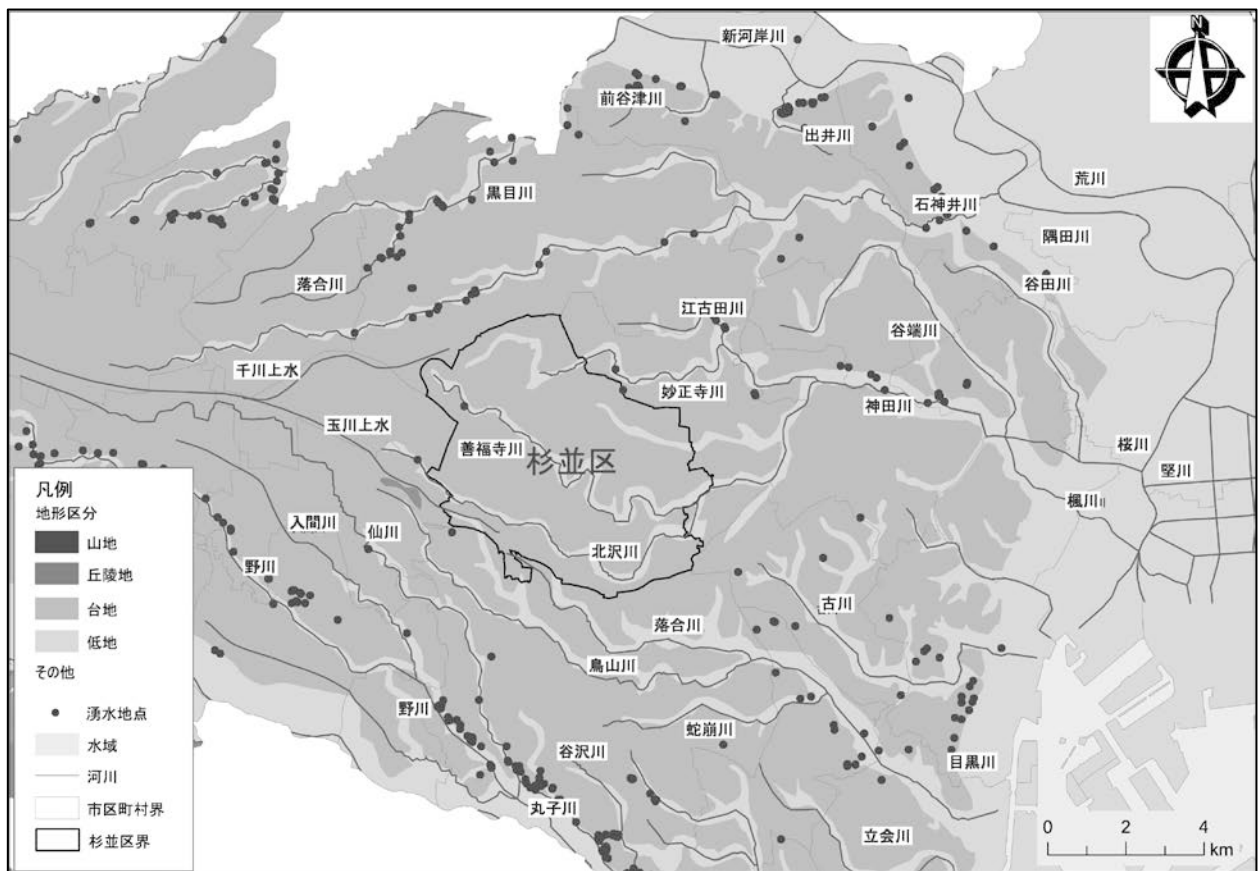 N
新河岸川
前谷津川
出井川
荒川
黒目川
石神井川
隅田川
落合川
谷田川
江古田川
谷端川
千川上水
妙正寺川
神田川
玉川上水
善福寺川
杉並区
桜川
竪川
楓川
入間川
仙川
北沢川
野川
古川
落合川
烏山川
野川
蛇崩川
谷沢川
目黒川
丸子川
立会川
凡例
地形区分
山地
丘陵地
台地
低地
その他
湧水地点
水域
河川
市区町村界
杉並区界
0 2 4
km